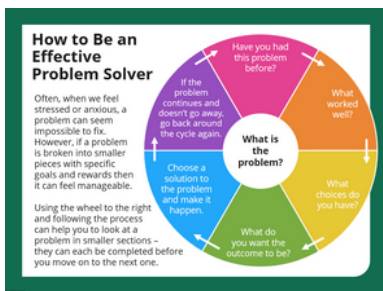 How to Be an
Effective
Problem Solver
Often, when we feel
stressed or anxious, a
problem can seem
impossible to fix.
However, if a problem
is broken into smaller
pieces with specific
goals and rewards then
it can feel manageable.
Using the wheel to the right
and following the process
can help you to look at a
problem in smaller sections –
they can each be completed before
you move on to the next one.
What is
the
problem?
Have you had
this problem
before?
What
worked
well?
What
choices do
you have?
What do
you want the
outcome to be?
Choose a
solution to
the problem
and make it
happen.
If the
problem
continues and
doesn't go away,
go back around
the cycle again.